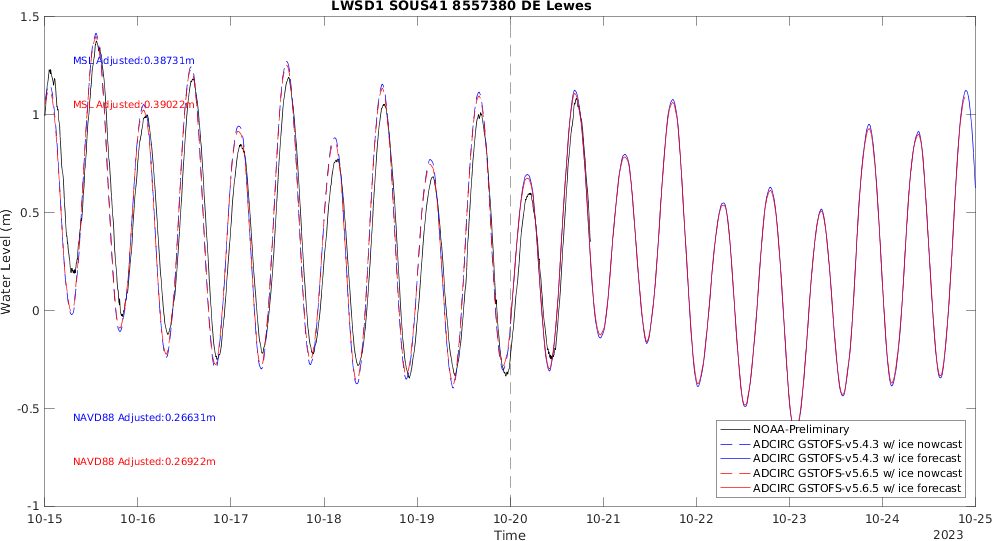 LWSD1 SOUS41 8557380 DE Lewes
1.5
1
0.5
0
-0.5
-1
Water Level (m)
MSL Adjusted:0.38731m
MSL Adjusted:0.39022m
NAVD88 Adjusted:0.26631m
NAVD88 Adjusted:0.26922m
NOAA-Preliminary
ADCIRC GSTOFS-v5.4.3 w/ ice nowcast
ADCIRC GSTOFS-v5.4.3 w/ ice forecast
ADCIRC GSTOFS-v5.6.5 w/ ice nowcast
ADCIRC GSTOFS-v5.6.5 w/ ice forecast
10-15 10-16 10-17 10-18 10-19 10-20 10-21 10-22 10-23 10-24 10-25
Time
2023